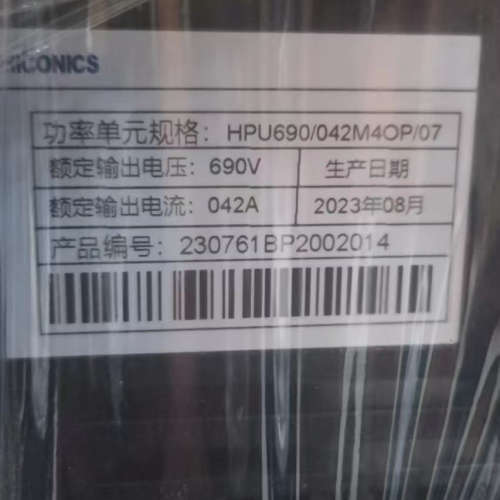 HICONICS
功率单元规格：HPU690/042M4OP/07
额定输出电压：690V 生产日期
额定输出电流：042A 2023年08月
产品编号：230761BP2002014